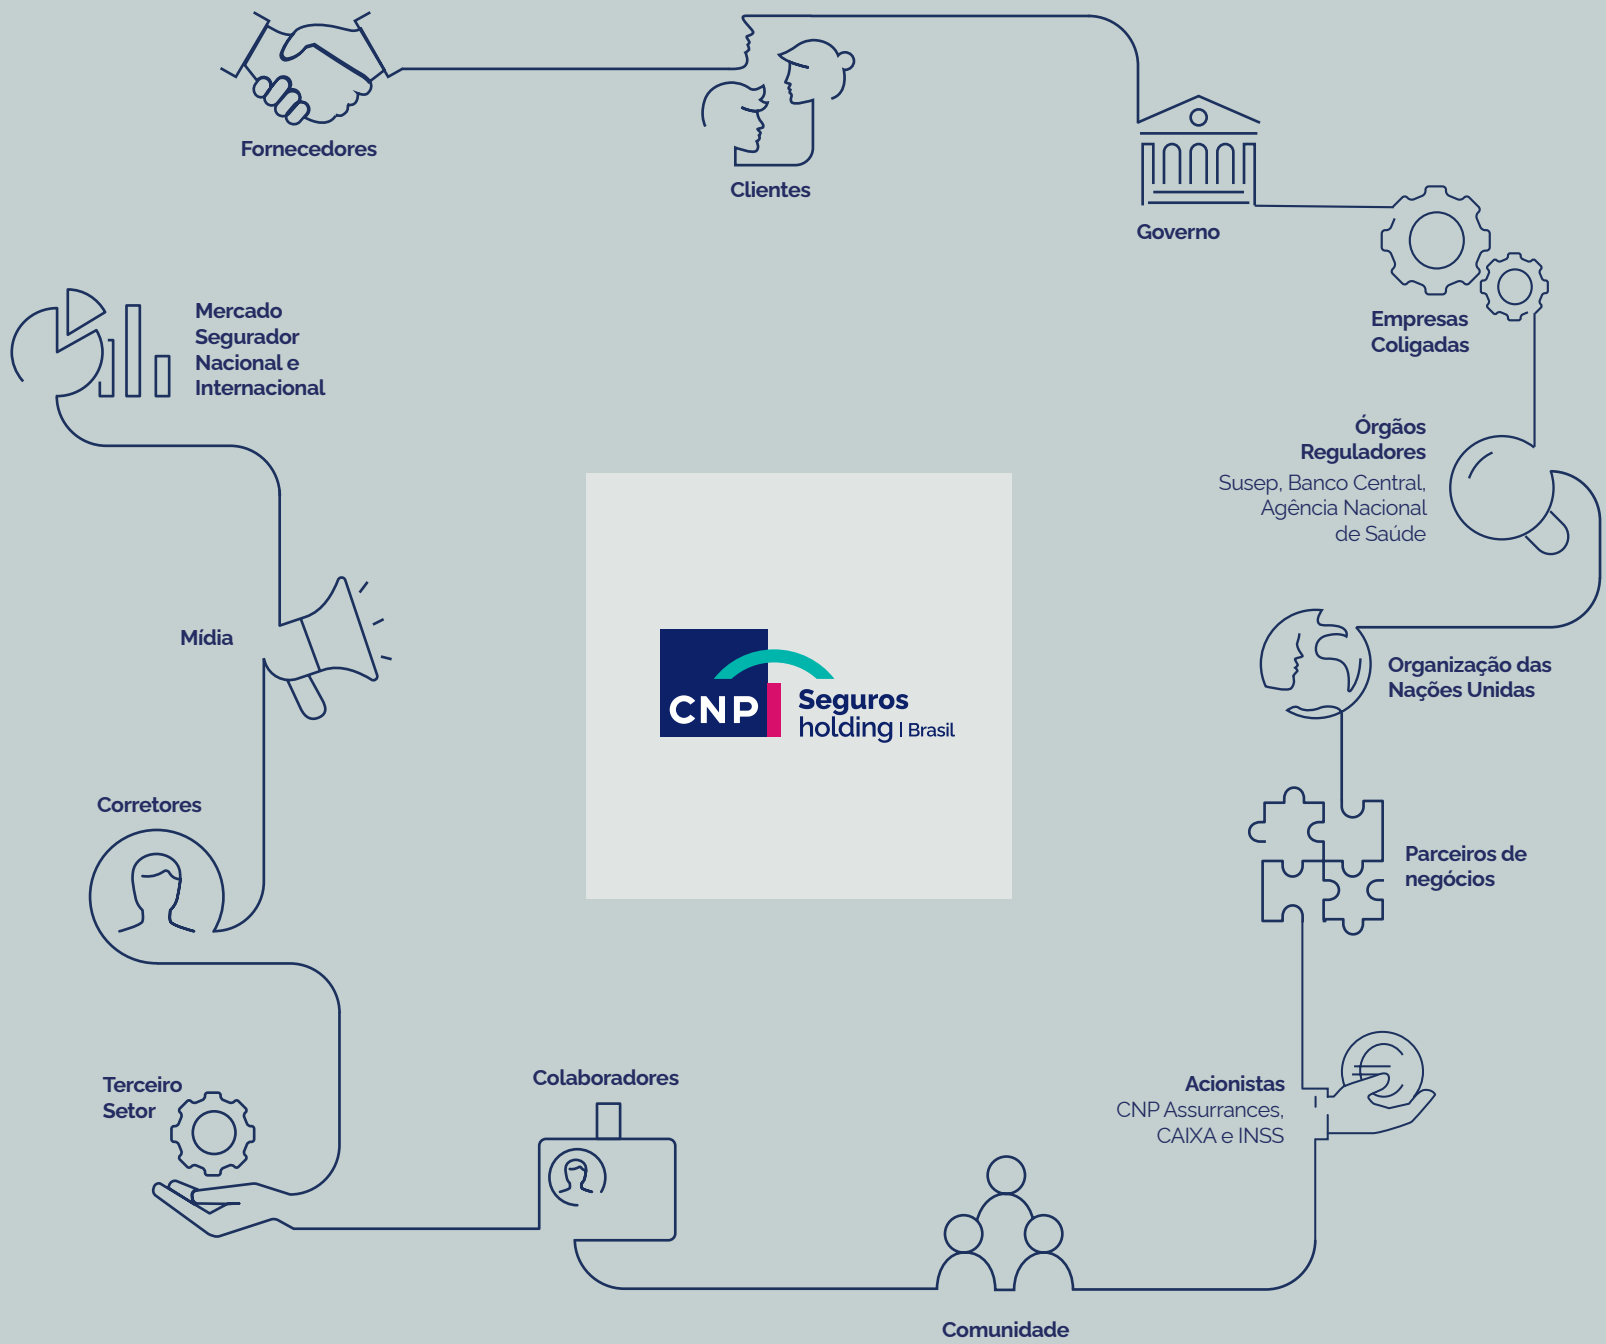 Fornecedores
Clientes
Governo
Empresas
Coligadas
Órgãos
Reguladores
Susep, Banco Central,
Agência Nacional
de Saúde
Organização das
Nações Unidas
Parceiros de
negócios
Acionistas
CNP Assurrances,
CAIXA e INSS
Comunidade
Colaboradores
Terceiro
Setor
Corretores
Mídia
Mercado
Segurador
Nacional e
Internacional
CNP
Seguros
holding | Brasil